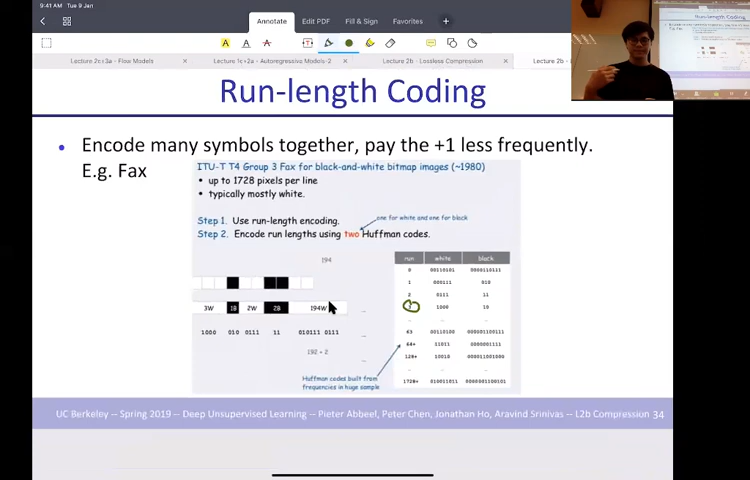 9:41 AM Tue 9 Jan
Annotate Edit PDF Fill & Sign Favorites
Lecture 2c+3a - Flow Models Lecture 1c+2a - Autoregressive Models-2 Lecture 2b - Lossless Compression Lecture 2b - Loss
Run-length Coding
• Encode many symbols together, pay the +1 less frequently.
E.g. Fax
ITU-T T4 Group 3 Fax for black-and-white bitmap images (~1980)
• up to 1728 pixels per line
• typically mostly white.
one for white and one for black
Step 1. Use run-length encoding.
Step 2. Encode run lengths using two Huffman codes.
194
run white black
0 00110101 0000110111
1 000111 010
2 0111 11
1000 10
...
3W 1B 2W 2B 194W ...
1000 010 0111 11 010111 0111 ...
63 00110100 000001100111
64+ 11011 0000001111
192 + 2
128+ 10010 000011001000
...
1728+ 010011011 0000001100101
Huffman codes built from
frequencies in huge sample
UC Berkeley -- Spring 2019 -- Deep Unsupervised Learning -- Pieter Abbeel, Peter Chen, Jonathan Ho, Aravind Srinivas -- L2b Compression 34
Run-length Coding